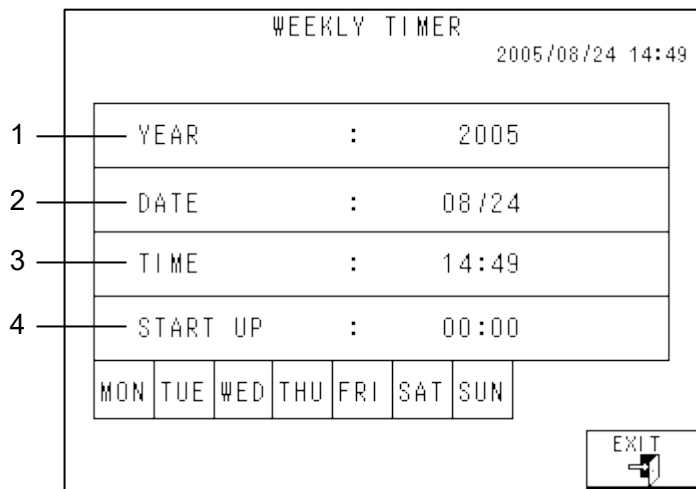 WEEKLY TIMER
2005/08/24 14:49
1 YEAR : 2005
2 DATE : 08/24
3 TIME : 14:49
4 START UP : 00:00
MON TUE WED THU FRI SAT SUN
EXIT